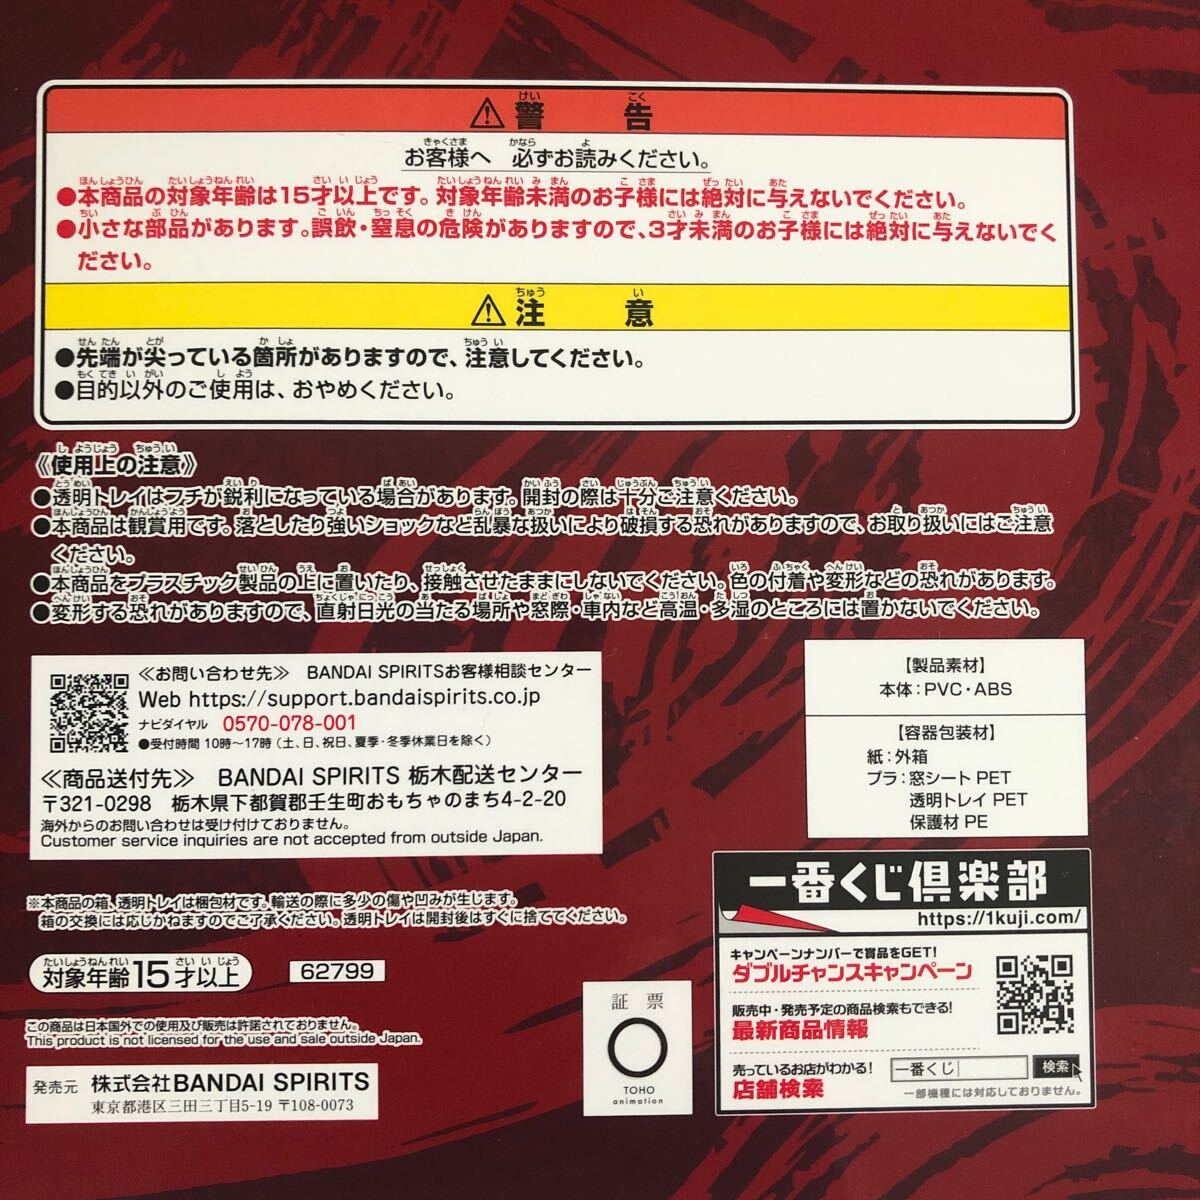 ⚠警告
お客様へ 必ずお読みください。
●本商品の対象年齢は15才以上です。対象年齢未満のお子様には絶対に与えないでください。
●小さな部品があります。誤飲・窒息の危険がありますので、3才未満のお子様には絶対に与えないでく
ださい。
⚠注意
●先端が尖っている箇所がありますので、注意してください。
●目的以外のご使用は、おやめください。
《使用上の注意》
●透明トレイはフチが鋭利になっている場合があります。開封の際は十分ご注意ください。
●本商品は観賞用です。落としたり強いショックなど乱暴な扱いにより破損する恐れがありますので、お取り扱いにはご注意
ください。
●本商品をプラスチック製品の上に置いたり、接触させたままにしないでください。色の付着や変形などの恐れがあります。
●変形する恐れがありますので、直射日光の当たる場所や窓際・車内など高温・多湿のところには置かないでください。
≪お問い合わせ先≫ BANDAI SPIRITSお客様相談センター
Web https://support.bandaispirits.co.jp
ナビダイヤル 0570-078-001
●受付時間 10時〜17時（土、日、祝日、夏季・冬季休業日を除く）
≪商品送付先≫ BANDAI SPIRITS 栃木配送センター
〒321-0298 栃木県下都賀郡壬生町おもちゃのまち4-2-20
海外からのお問い合わせは受け付けておりません。
Customer service inquiries are not accepted from outside Japan.
【製品素材】
本体：PVC・ABS
【容器包装材】
紙：外箱
プラ：窓シート PET
透明トレイ PET
保護材 PE
※本商品の箱、透明トレイは梱包材です。輸送の際に多少の傷や凹みが生じます。
箱の交換には応じかねますのでご了承ください。透明トレイは開封後はすぐに捨ててください。
対象年齢15才以上
62799
この商品は日本国外での使用及び販売は許諾されておりません。
This product is not licensed for the use and sale outside Japan.
発売元 株式会社BANDAI SPIRITS
東京都港区三田三丁目5-19 〒108-0073
証票
TOHO
animation
一番くじ倶楽部
https://1kuji.com/
キャンペーンナンバーで賞品をGET!
ダブルチャンスキャンペーン
販売中・発売予定の商品検索もできる!
最新商品情報
売っているお店がわかる!
店舗検索
一番くじ 検索
一部機種には対応しておりません。